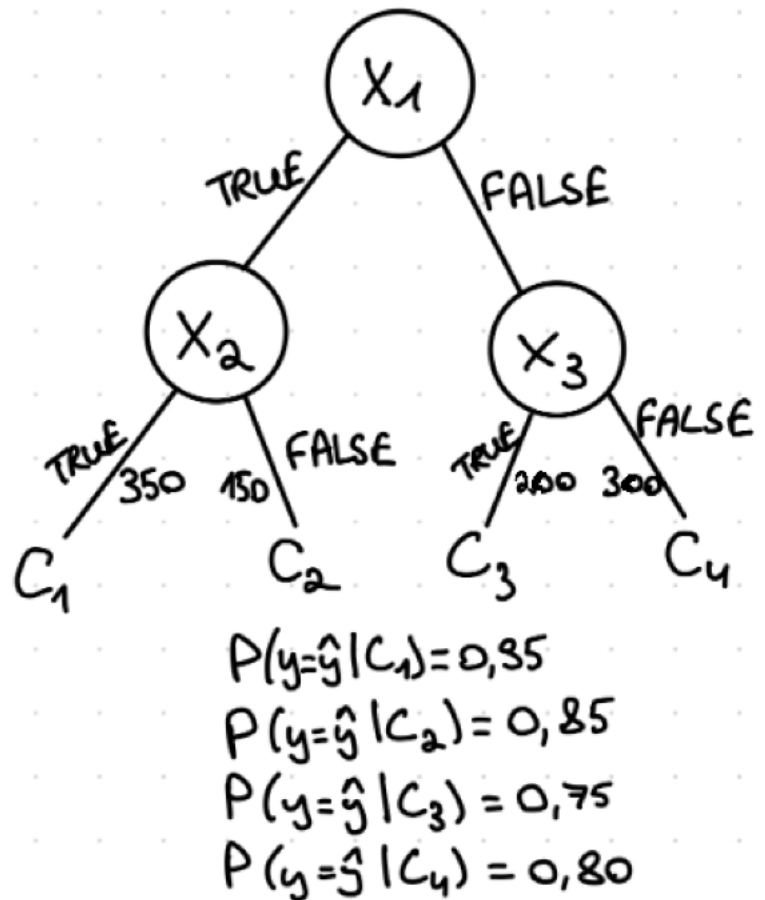 X1
TRUE FALSE
X2 X3
TRUE 350 150 FALSE TRUE 200 300 FALSE
C1 C2 C3 C4
P(y=ŷ|C1)=0,95
P(y=ŷ|C2)=0,85
P(y=ŷ|C3)=0,75
P(y=ŷ|C4)=0,80